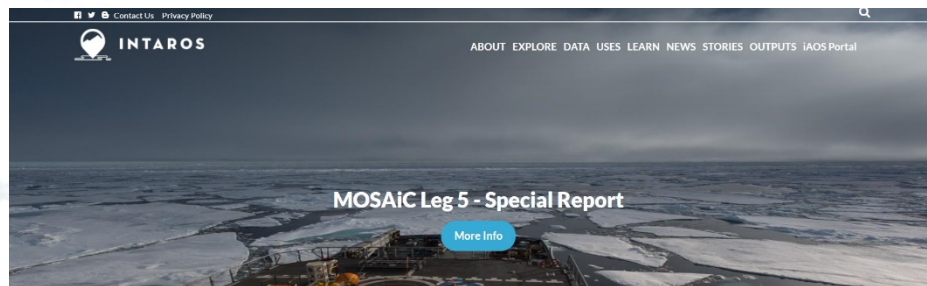 Contact Us Privacy Policy
INTAROS
ABOUT EXPLORE DATA USES LEARN NEWS STORIES OUTPUTS iAOS Portal
MOSAiC Leg 5 - Special Report
More Info